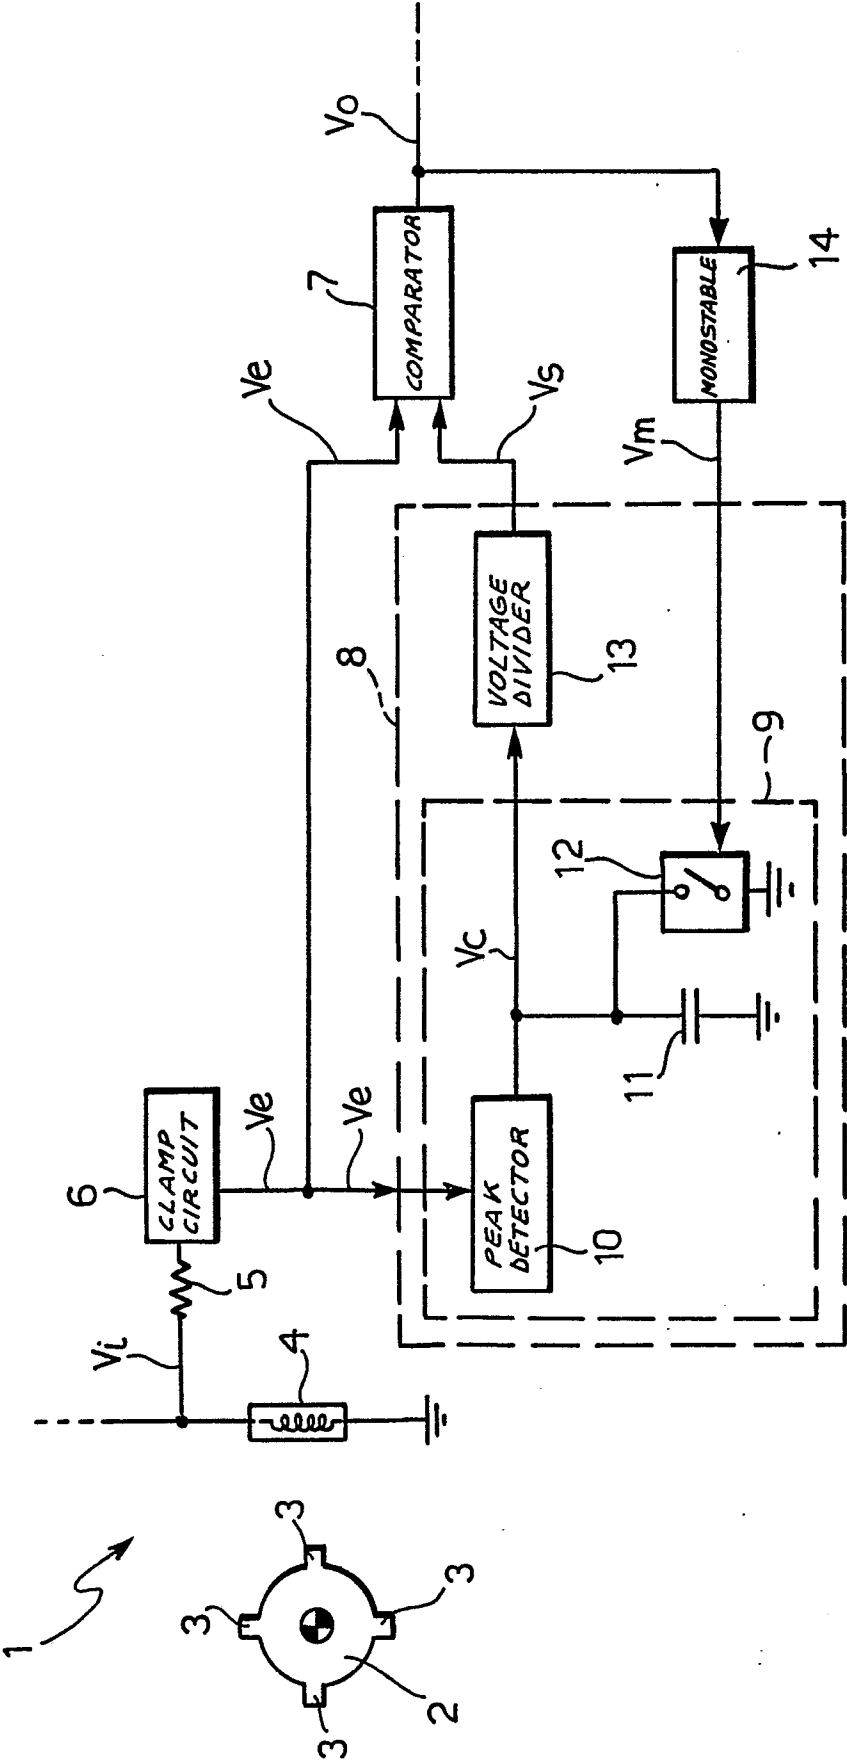 1
2
3
3
3
3
4
Vi
5
6
CLAMP
CIRCUIT
Ve
Ve
Ve
7
COMPARATOR
Vo
Vs
8
VOLTAGE
DIVIDER
13
Vm
MONOSTABLE
14
9
Vc
12
11
PEAK
DETECTOR
10